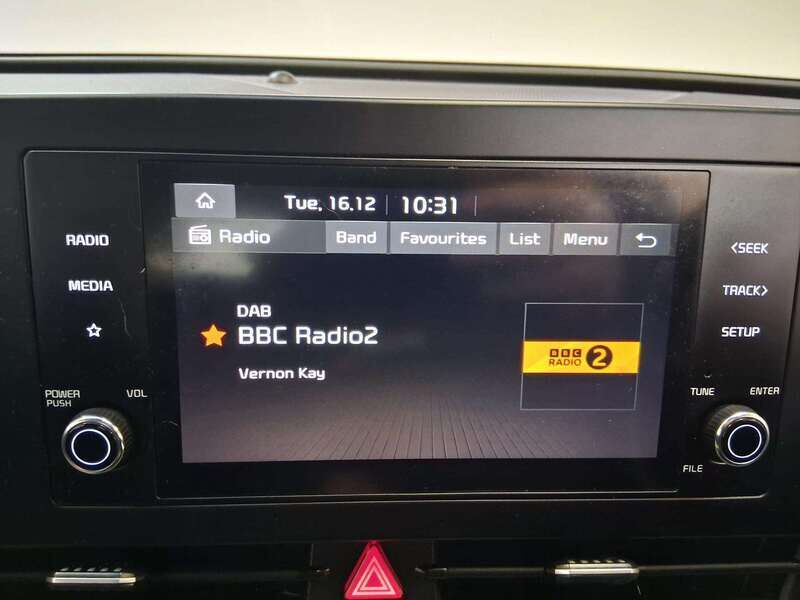 Tue, 16.12 10:31
Radio Band Favourites List Menu
RADIO
MEDIA
<SEEK
TRACK>
SETUP
DAB
BBC Radio2
Vernon Kay
BBC
RADIO 2
POWER
PUSH
VOL
TUNE
ENTER
FILE